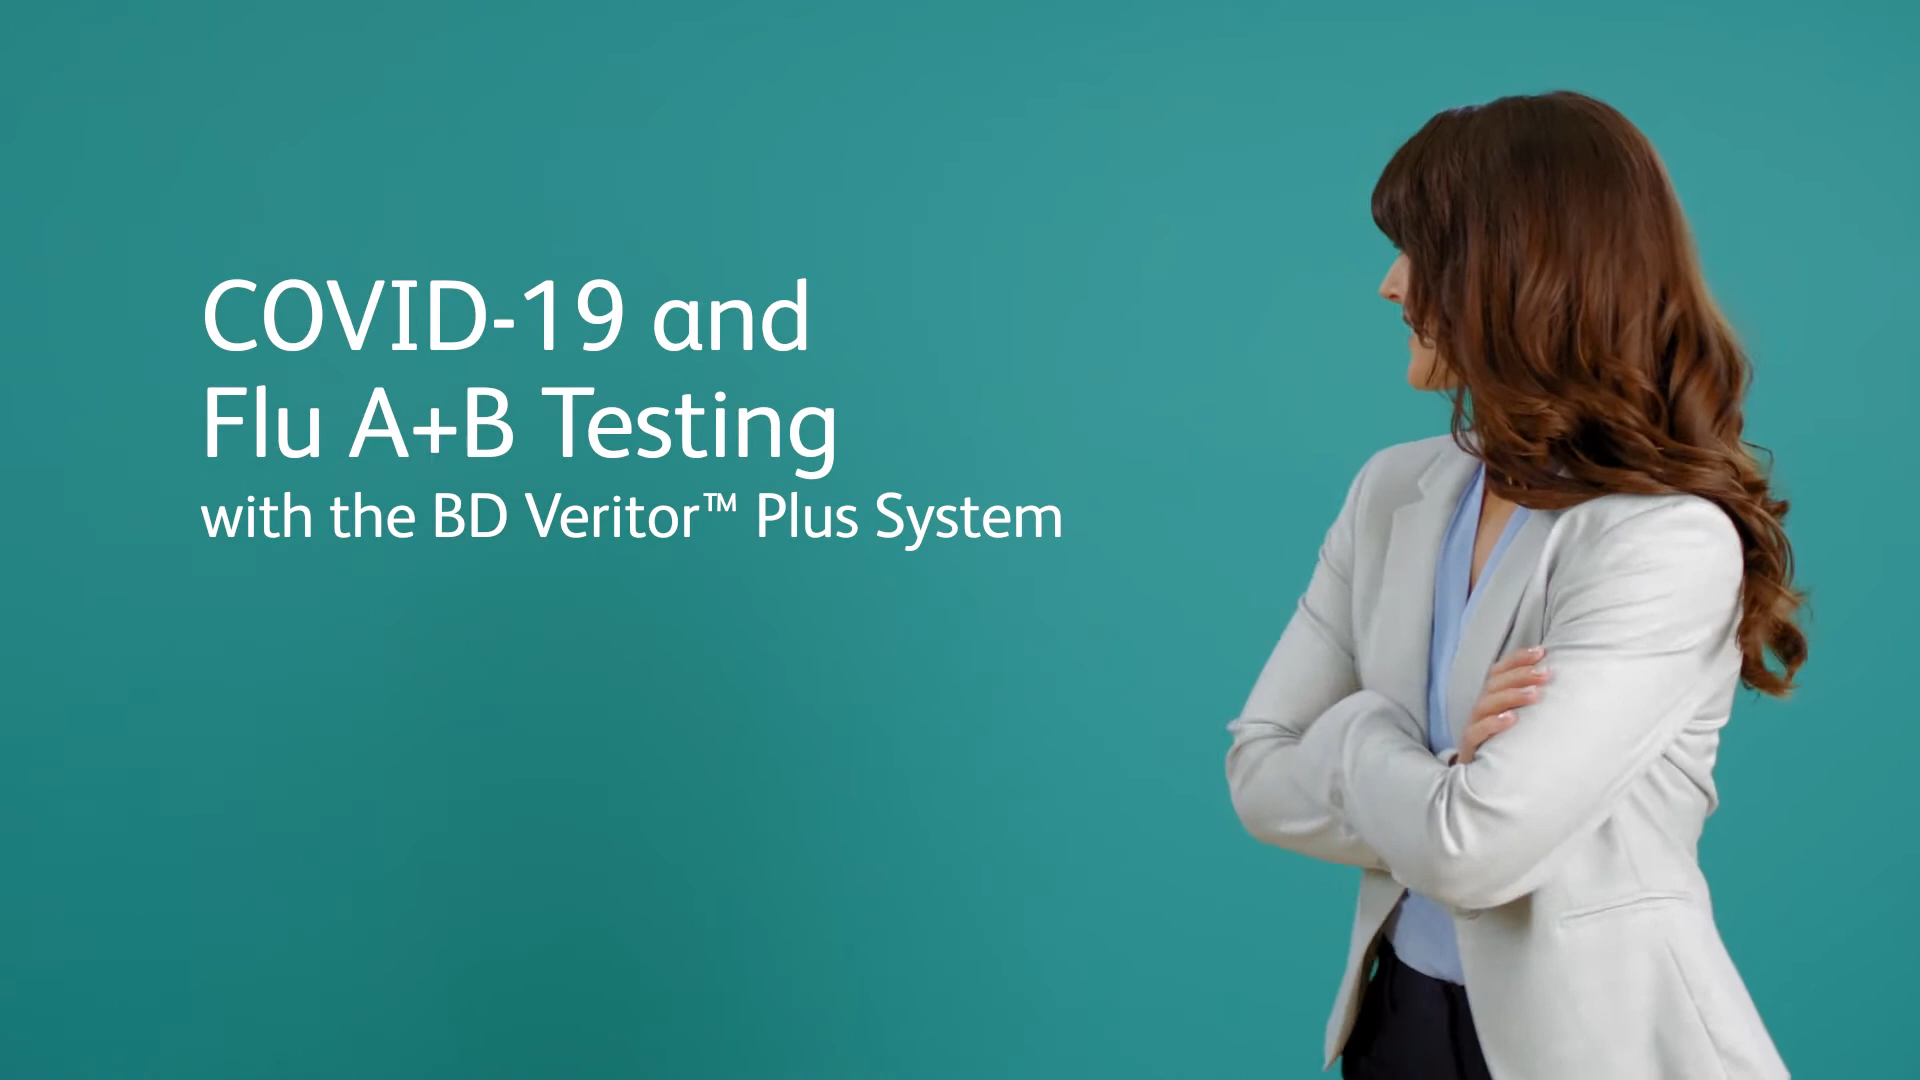 COVID-19 and
Flu A+B Testing
with the BD Veritor™ Plus System